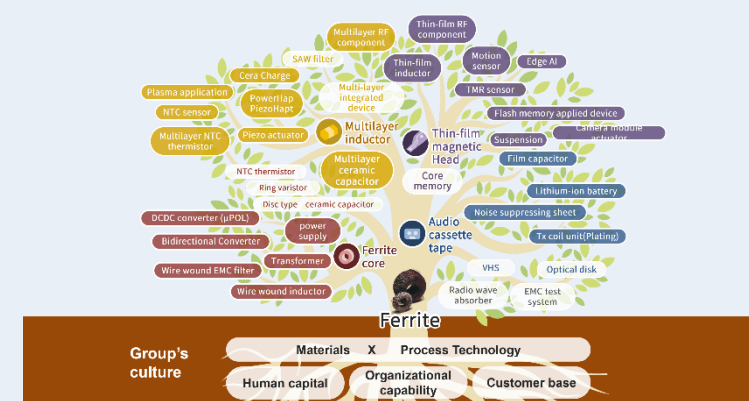 Multilayer RF
component
Thin-film RF
component
SAW filter
Thin-film
inductor
Motion
sensor
Edge AI
Cera Charge
Plasma application
PowerHap
PiezoHapt
Multi-layer
integrated
device
TMR sensor
NTC sensor
Flash memory applied device
Multilayer NTC
thermistor
Piezo actuator
Multilayer
inductor
Thin-film
magnetic
Head
Suspension
Camera module
actuator
Film capacitor
Multilayer
ceramic
capacitor
NTC thermistor
Core
memory
Ring varistor
Lithium-ion battery
Disc type ceramic capacitor
DCDC converter (μPOL)
power
supply
Audio
cassette
tape
Noise suppressing sheet
Bidirectional Converter
Tx coil unit(Plating)
Ferrite
core
Transformer
Wire wound EMC filter
VHS
Optical disk
Wire wound inductor
Radio wave
absorber
EMC test
system
Ferrite
Group's
culture
Materials X Process Technology
Human capital
Organizational
capability
Customer base